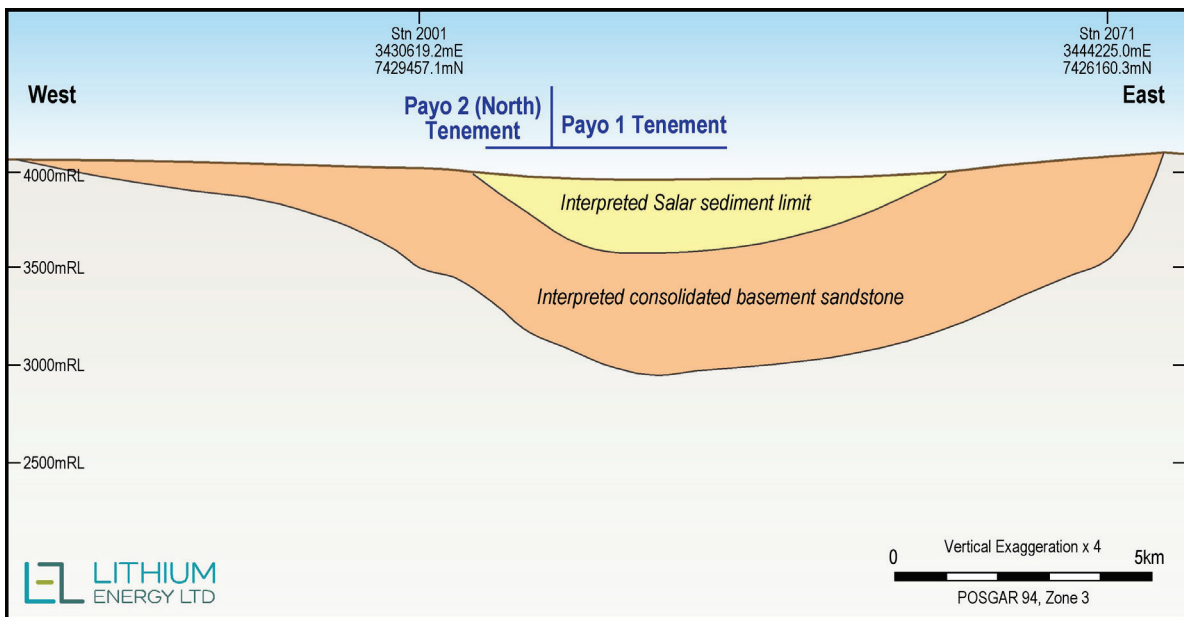 Stn 2001
3430619.2mE
7429457.1mN
Stn 2071
3444225.0mE
7426160.3mN
West
East
Payo 2 (North)
Tenement
Payo 1 Tenement
4000mRL
Interpreted Salar sediment limit
3500mRL
Interpreted consolidated basement sandstone
3000mRL
2500mRL
LEL
LITHIUM
ENERGY LTD
0
Vertical Exaggeration x 4
5km
POSGAR 94, Zone 3